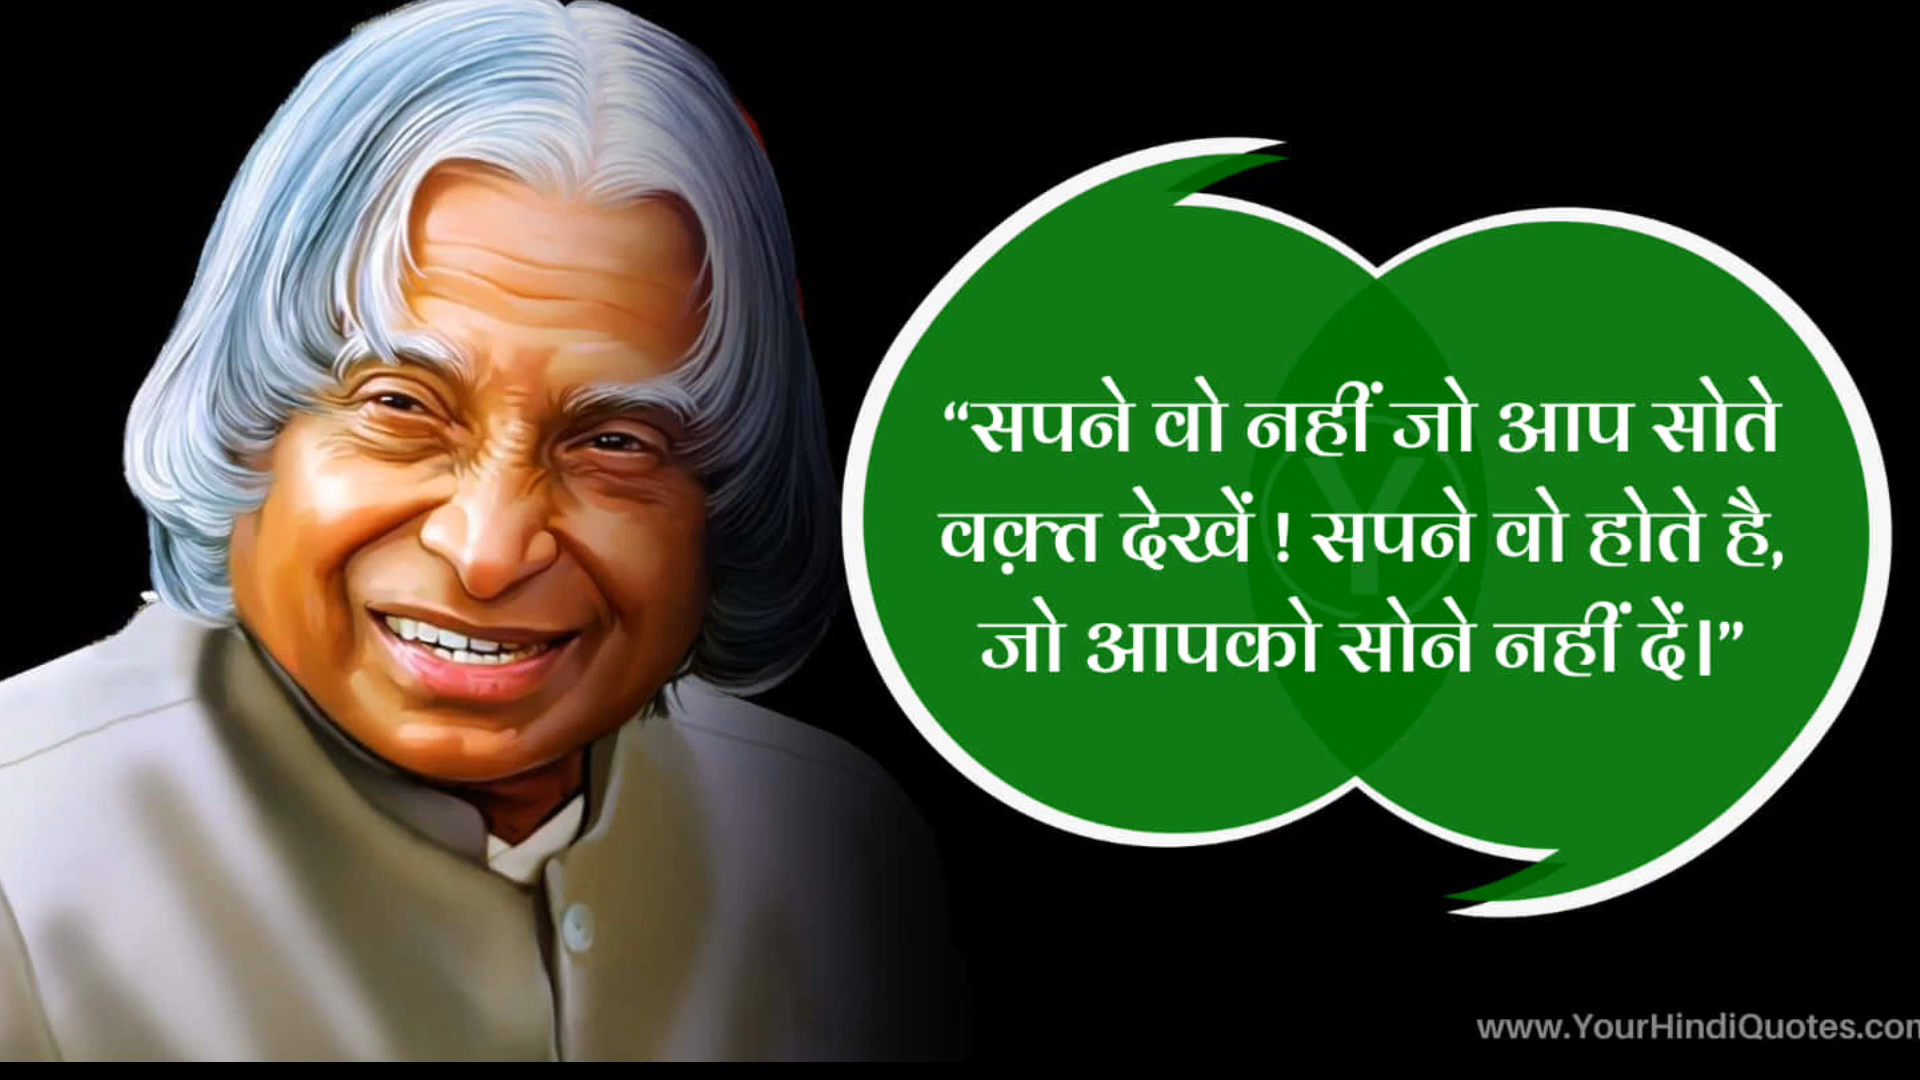 “सपने वो नहीं जो आप सोते
वक़्त देखें ! सपने वो होते है,
जो आपको सोने नहीं दें।”
www.YourHindiQuotes.com